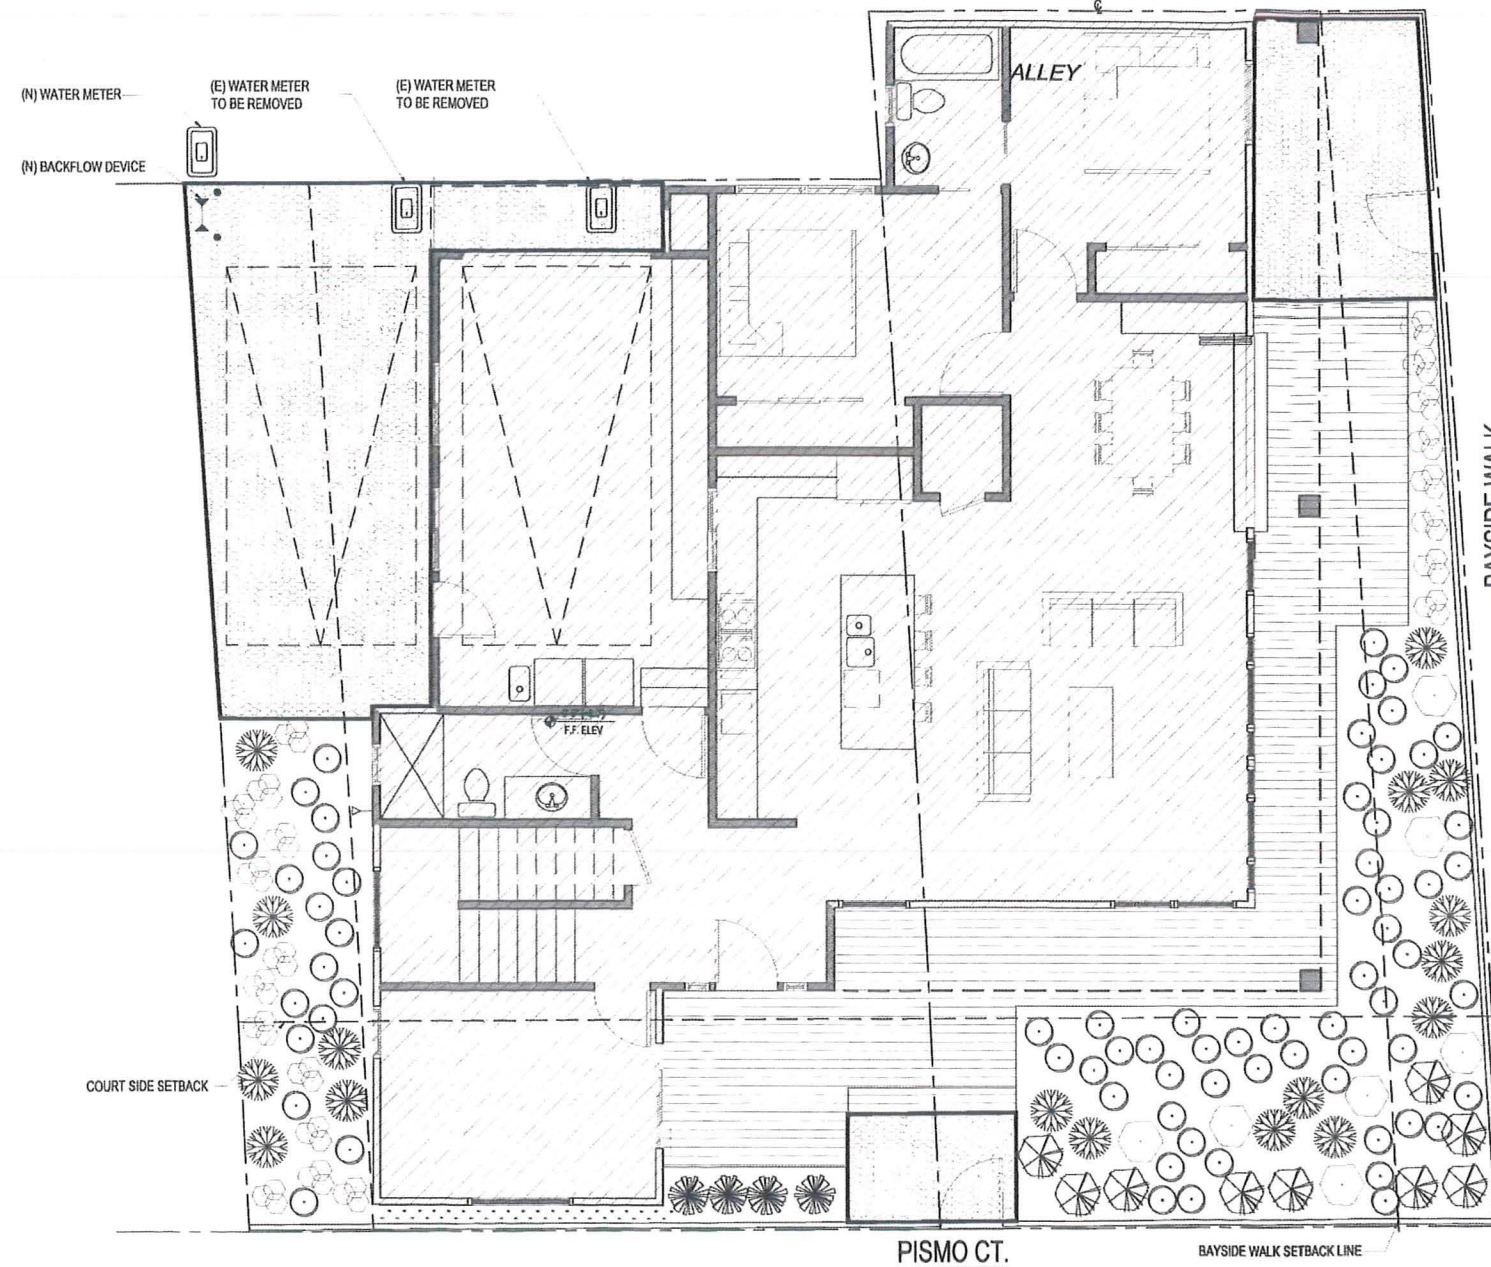 ALLEY
(N) WATER METER
(E) WATER METER
TO BE REMOVED
(E) WATER METER
TO BE REMOVED
(N) BACKFLOW DEVICE
BAYSIDE WALK
F.F. ELEV
COURT SIDE SETBACK
PISMO CT.
BAYSIDE WALK SETBACK LINE